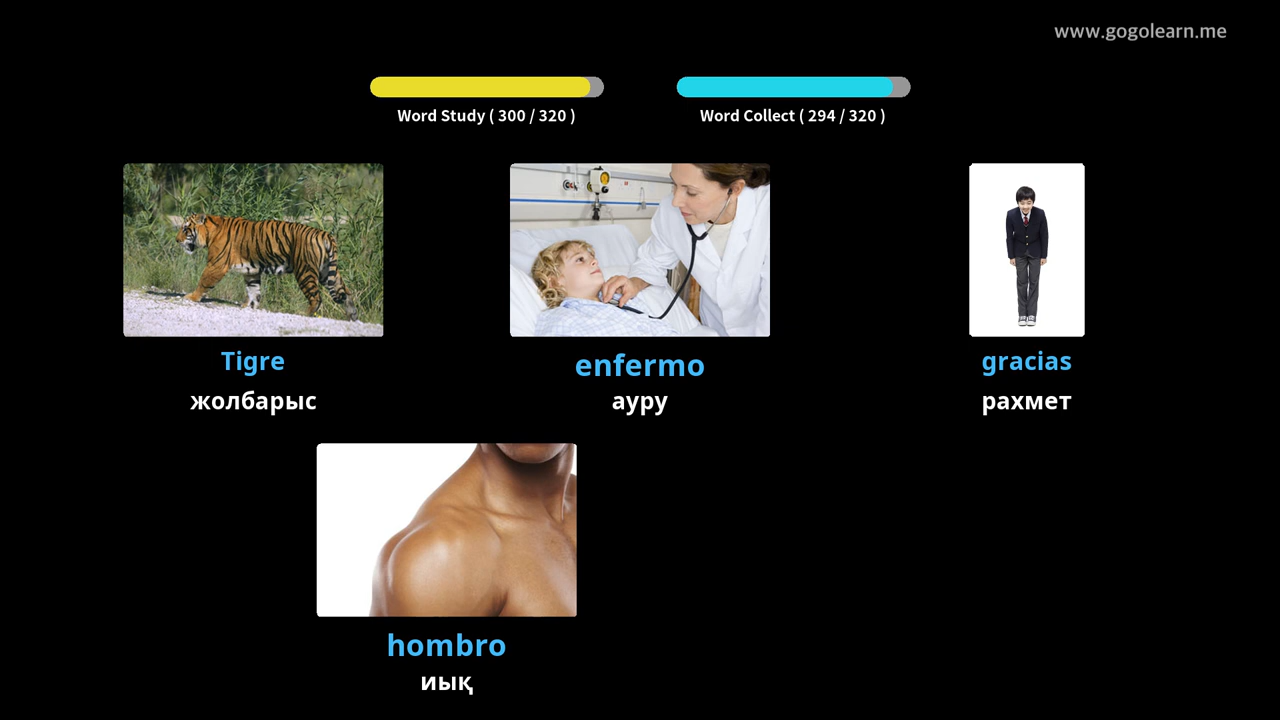 www.gogolearn.me
Word Study ( 300 / 320 )
Word Collect ( 294 / 320 )
Tigre
жолбарыс
enfermo
ауру
gracias
рахмет
hombro
иық